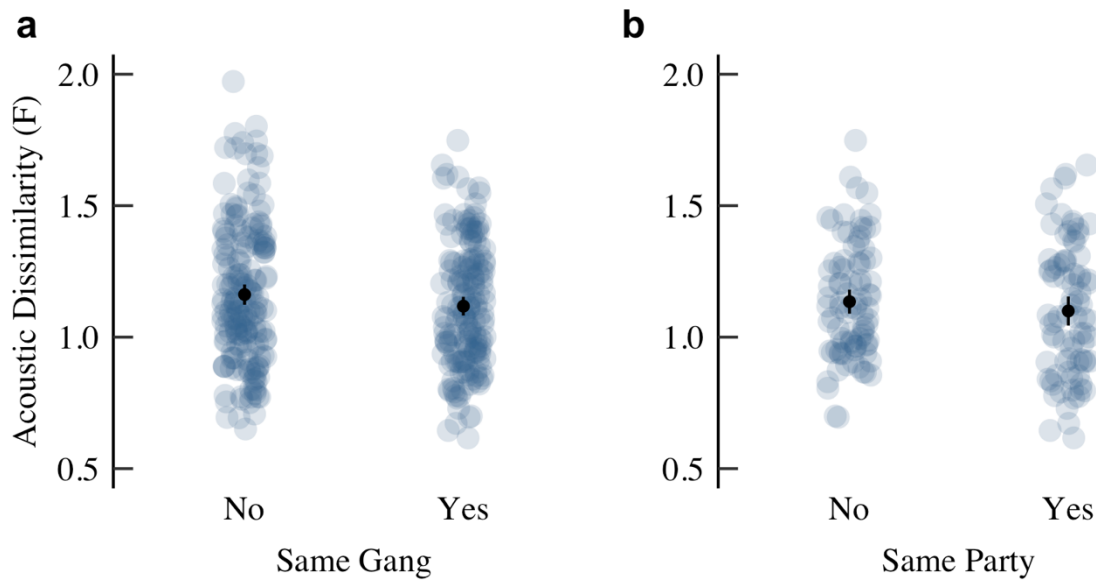 a
b
Acoustic Dissimilarity (F)
2.0
1.5
1.0
0.5
No
Yes
Same Gang
2.0
1.5
1.0
0.5
No
Yes
Same Party